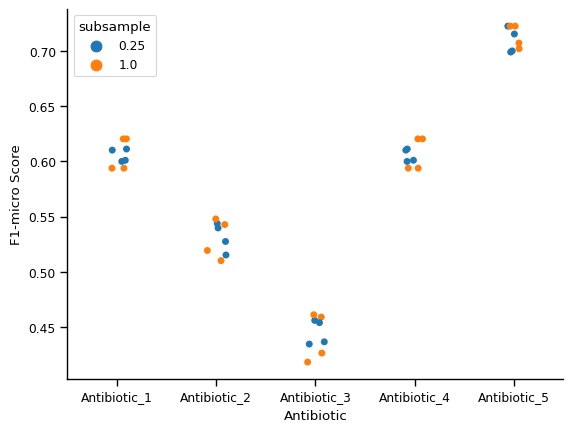 subsample
0.25
1.0
0.70
0.65
0.60
0.55
0.50
0.45
F1-micro Score
Antibiotic_1 Antibiotic_2 Antibiotic_3 Antibiotic_4 Antibiotic_5
Antibiotic